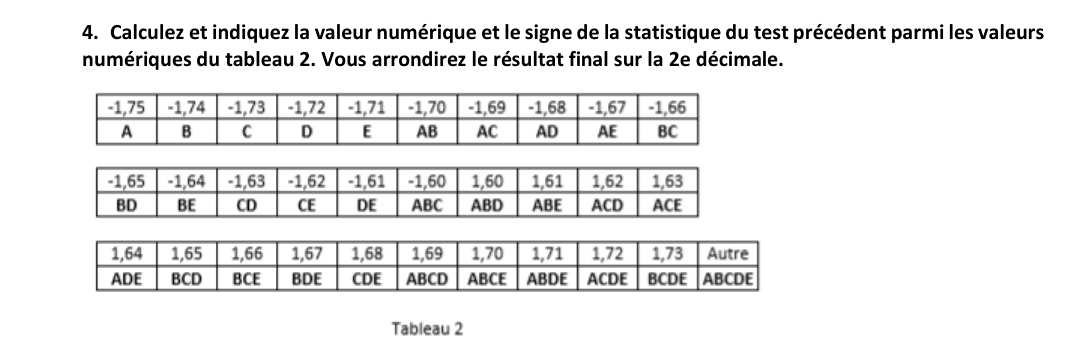 4. Calculez et indiquez la valeur numérique et le signe de la statistique du test précédent parmi les valeurs
numériques du tableau 2. Vous arrondirez le résultat final sur la 2e décimale.
-1,75 -1,74 -1,73 -1,72 -1,71 -1,70 -1,69 -1,68 -1,67 -1,66
A B C D E AB AC AD AE BC
-1,65 -1,64 -1,63 -1,62 -1,61 -1,60 1,60 1,61 1,62 1,63
BD BE CD CE DE ABC ABD ABE ACD ACE
1,64 1,65 1,66 1,67 1,68 1,69 1,70 1,71 1,72 1,73 Autre
ADE BCD BCE BDE CDE ABCD ABCE ABDE ACDE BCDE ABCDE
Tableau 2